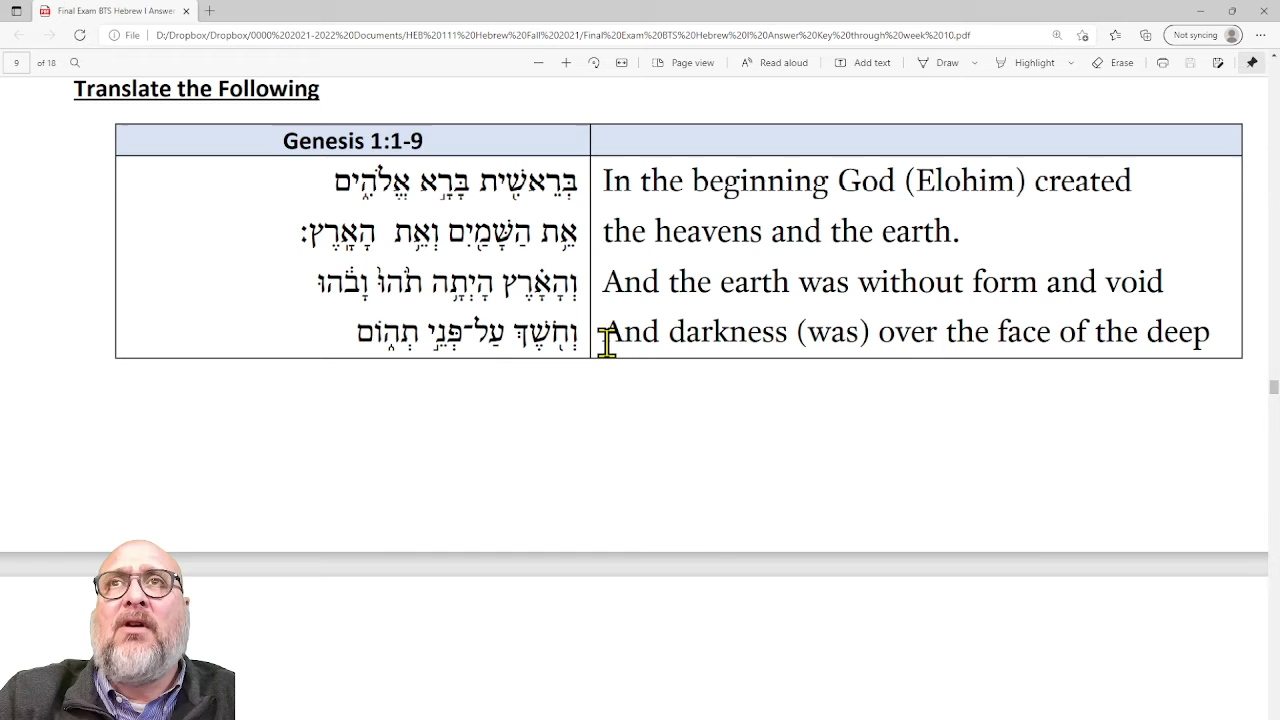 Final Exam BTS Hebrew I Answer
File D:/Dropbox/Dropbox/0000%202021-2022%20Documents/HEB%20111%20Hebrew%20Fall%202021/Final%20Exam%20BTS%20Hebrew%20I%20Answer%20Key%20through%20week%2010.pdf Not syncing
9 of 18 Page view Read aloud Add text Draw Highlight Erase
Translate the Following
Genesis 1:1-9
בְּרֵאשִׁ֖ית בָּרָ֣א אֱלֹהִ֑ים In the beginning God (Elohim) created
אֵ֥ת הַשָּׁמַ֖יִם וְאֵ֥ת הָאָֽרֶץ׃ the heavens and the earth.
וְהָאָ֗רֶץ הָיְתָ֥ה תֹ֙הוּ֙ וָבֹ֔הוּ And the earth was without form and void
וְחֹ֖שֶׁךְ עַל־פְּנֵ֣י תְה֑וֹם And darkness (was) over the face of the deep